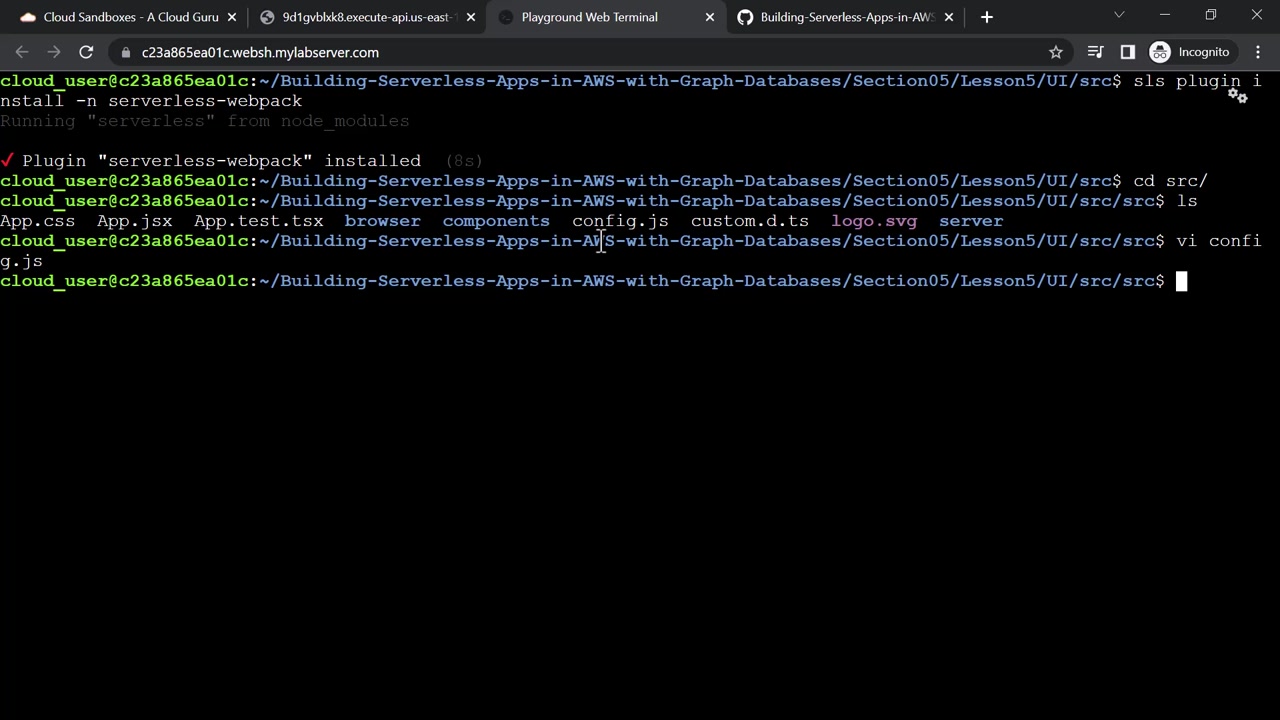 Cloud Sandboxes - A Cloud Guru
9d1gvblxk8.execute-api.us-east-1
Playground Web Terminal
Building-Serverless-Apps-in-AWS
c23a865ea01c.websh.mylabserver.com
Incognito
cloud_user@c23a865ea01c:~/Building-Serverless-Apps-in-AWS-with-Graph-Databases/Section05/Lesson5/UI/src$ sls plugin i
nstall -n serverless-webpack
Running "serverless" from node_modules
✓ Plugin "serverless-webpack" installed (8s)
cloud_user@c23a865ea01c:~/Building-Serverless-Apps-in-AWS-with-Graph-Databases/Section05/Lesson5/UI/src$ cd src/
cloud_user@c23a865ea01c:~/Building-Serverless-Apps-in-AWS-with-Graph-Databases/Section05/Lesson5/UI/src/src$ ls
App.css App.jsx App.test.tsx browser components config.js custom.d.ts logo.svg server
cloud_user@c23a865ea01c:~/Building-Serverless-Apps-in-AWS-with-Graph-Databases/Section05/Lesson5/UI/src/src$ vi confi
g.js
cloud_user@c23a865ea01c:~/Building-Serverless-Apps-in-AWS-with-Graph-Databases/Section05/Lesson5/UI/src/src$